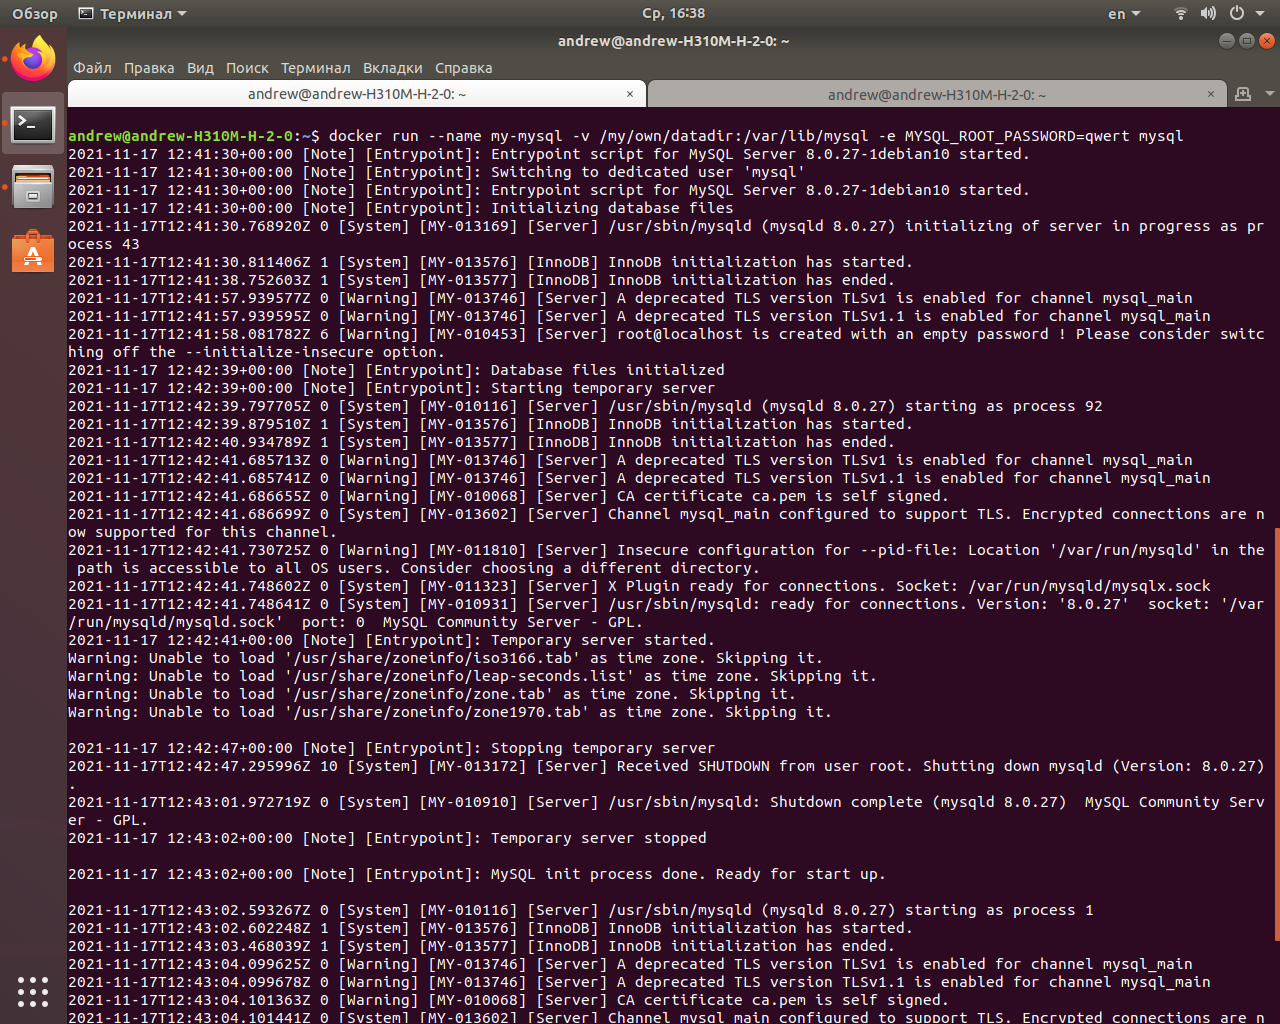 Обзор Терминал Ср, 16:38 en
andrew@andrew-H310M-H-2-0: ~
Файл Правка Вид Поиск Терминал Вкладки Справка
andrew@andrew-H310M-H-2-0: ~ × andrew@andrew-H310M-H-2-0: ~ ×
andrew@andrew-H310M-H-2-0:~$ docker run --name my-mysql -v /my/own/datadir:/var/lib/mysql -e MYSQL_ROOT_PASSWORD=qwert mysql
2021-11-17 12:41:30+00:00 [Note] [Entrypoint]: Entrypoint script for MySQL Server 8.0.27-1debian10 started.
2021-11-17 12:41:30+00:00 [Note] [Entrypoint]: Switching to dedicated user 'mysql'
2021-11-17 12:41:30+00:00 [Note] [Entrypoint]: Entrypoint script for MySQL Server 8.0.27-1debian10 started.
2021-11-17 12:41:30+00:00 [Note] [Entrypoint]: Initializing database files
2021-11-17T12:41:30.768920Z 0 [System] [MY-013169] [Server] /usr/sbin/mysqld (mysqld 8.0.27) initializing of server in progress as pr
ocess 43
2021-11-17T12:41:30.811406Z 1 [System] [MY-013576] [InnoDB] InnoDB initialization has started.
2021-11-17T12:41:38.752603Z 1 [System] [MY-013577] [InnoDB] InnoDB initialization has ended.
2021-11-17T12:41:57.939577Z 0 [Warning] [MY-013746] [Server] A deprecated TLS version TLSv1 is enabled for channel mysql_main
2021-11-17T12:41:57.939595Z 0 [Warning] [MY-013746] [Server] A deprecated TLS version TLSv1.1 is enabled for channel mysql_main
2021-11-17T12:41:58.081782Z 6 [Warning] [MY-010453] [Server] root@localhost is created with an empty password ! Please consider switc
hing off the --initialize-insecure option.
2021-11-17 12:42:39+00:00 [Note] [Entrypoint]: Database files initialized
2021-11-17 12:42:39+00:00 [Note] [Entrypoint]: Starting temporary server
2021-11-17T12:42:39.797705Z 0 [System] [MY-010116] [Server] /usr/sbin/mysqld (mysqld 8.0.27) starting as process 92
2021-11-17T12:42:39.879510Z 1 [System] [MY-013576] [InnoDB] InnoDB initialization has started.
2021-11-17T12:42:40.934789Z 1 [System] [MY-013577] [InnoDB] InnoDB initialization has ended.
2021-11-17T12:42:41.685713Z 0 [Warning] [MY-013746] [Server] A deprecated TLS version TLSv1 is enabled for channel mysql_main
2021-11-17T12:42:41.685741Z 0 [Warning] [MY-013746] [Server] A deprecated TLS version TLSv1.1 is enabled for channel mysql_main
2021-11-17T12:42:41.686655Z 0 [Warning] [MY-010068] [Server] CA certificate ca.pem is self signed.
2021-11-17T12:42:41.686699Z 0 [System] [MY-013602] [Server] Channel mysql_main configured to support TLS. Encrypted connections are n
ow supported for this channel.
2021-11-17T12:42:41.730725Z 0 [Warning] [MY-011810] [Server] Insecure configuration for --pid-file: Location '/var/run/mysqld' in the
 path is accessible to all OS users. Consider choosing a different directory.
2021-11-17T12:42:41.748602Z 0 [System] [MY-011323] [Server] X Plugin ready for connections. Socket: /var/run/mysqld/mysqlx.sock
2021-11-17T12:42:41.748641Z 0 [System] [MY-010931] [Server] /usr/sbin/mysqld: ready for connections. Version: '8.0.27'  socket: '/var
/run/mysqld/mysqld.sock'  port: 0  MySQL Community Server - GPL.
2021-11-17 12:42:41+00:00 [Note] [Entrypoint]: Temporary server started.
Warning: Unable to load '/usr/share/zoneinfo/iso3166.tab' as time zone. Skipping it.
Warning: Unable to load '/usr/share/zoneinfo/leap-seconds.list' as time zone. Skipping it.
Warning: Unable to load '/usr/share/zoneinfo/zone.tab' as time zone. Skipping it.
Warning: Unable to load '/usr/share/zoneinfo/zone1970.tab' as time zone. Skipping it.
2021-11-17 12:42:47+00:00 [Note] [Entrypoint]: Stopping temporary server
2021-11-17T12:42:47.295996Z 10 [System] [MY-013172] [Server] Received SHUTDOWN from user root. Shutting down mysqld (Version: 8.0.27)
.
2021-11-17T12:43:01.972719Z 0 [System] [MY-010910] [Server] /usr/sbin/mysqld: Shutdown complete (mysqld 8.0.27)  MySQL Community Serv
er - GPL.
2021-11-17 12:43:02+00:00 [Note] [Entrypoint]: Temporary server stopped
2021-11-17 12:43:02+00:00 [Note] [Entrypoint]: MySQL init process done. Ready for start up.
2021-11-17T12:43:02.593267Z 0 [System] [MY-010116] [Server] /usr/sbin/mysqld (mysqld 8.0.27) starting as process 1
2021-11-17T12:43:02.602248Z 1 [System] [MY-013576] [InnoDB] InnoDB initialization has started.
2021-11-17T12:43:03.468039Z 1 [System] [MY-013577] [InnoDB] InnoDB initialization has ended.
2021-11-17T12:43:04.099625Z 0 [Warning] [MY-013746] [Server] A deprecated TLS version TLSv1 is enabled for channel mysql_main
2021-11-17T12:43:04.099678Z 0 [Warning] [MY-013746] [Server] A deprecated TLS version TLSv1.1 is enabled for channel mysql_main
2021-11-17T12:43:04.101363Z 0 [Warning] [MY-010068] [Server] CA certificate ca.pem is self signed.
2021-11-17T12:43:04.101441Z 0 [System] [MY-013602] [Server] Channel mysql_main configured to support TLS. Encrypted connections are n